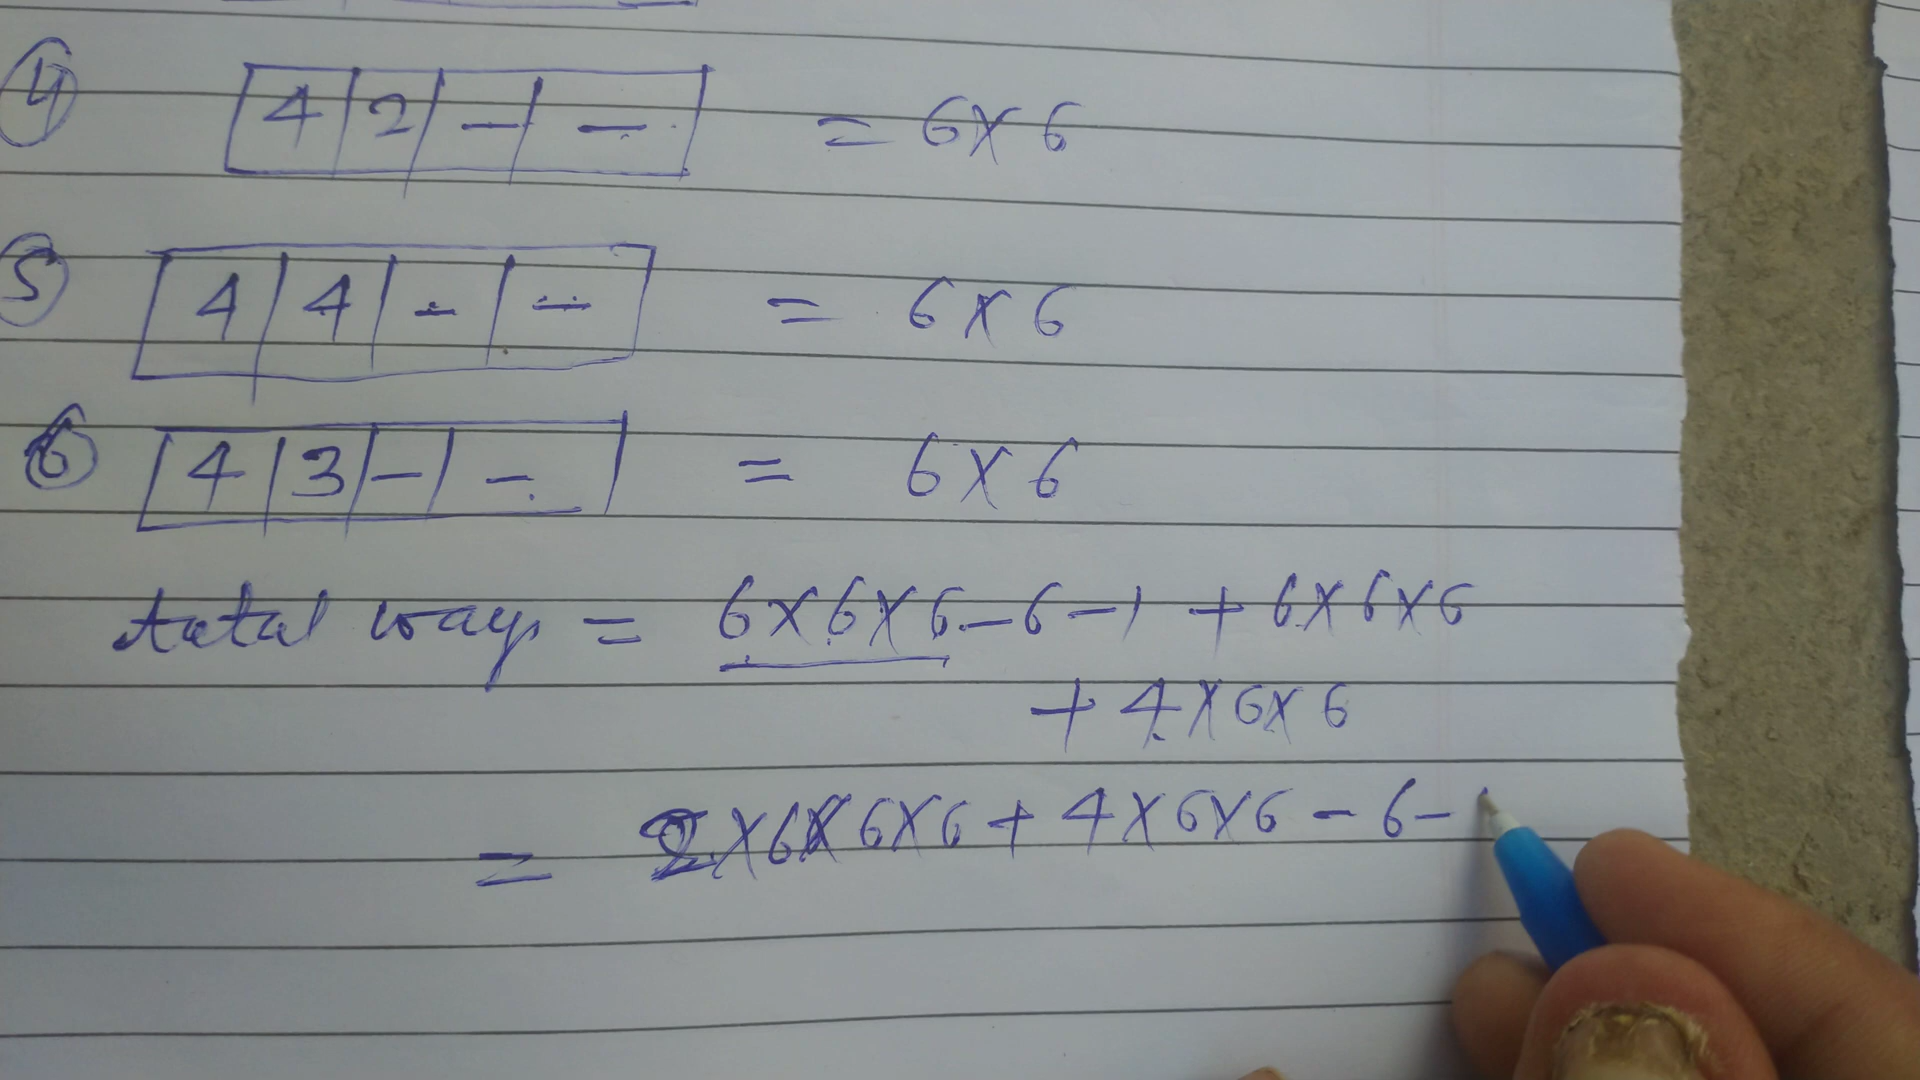 ④ 4 2 - - = 6×6
⑤ 4 4 - - = 6×6
⑥ 4 3 - - = 6×6
total ways = 6×6×6-6-1 + 6×6×6
+ 4×6×6
= 2×6×6×6+4×6×6-6-